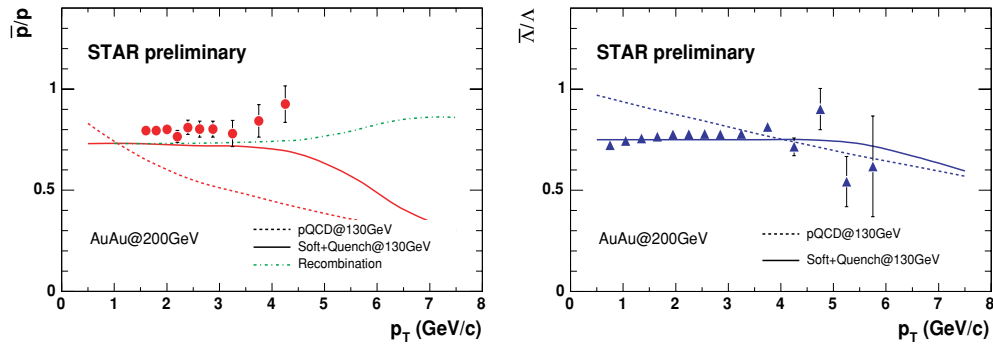 p̅/p
STAR preliminary
1
0.5
0
AuAu@200GeV
pQCD@130GeV
Soft+Quench@130GeV
Recombination
0 1 2 3 4 5 6 7 8
p_T (GeV/c)
Λ̅/Λ
STAR preliminary
1
0.5
0
AuAu@200GeV
pQCD@130GeV
Soft+Quench@130GeV
0 1 2 3 4 5 6 7 8
p_T (GeV/c)